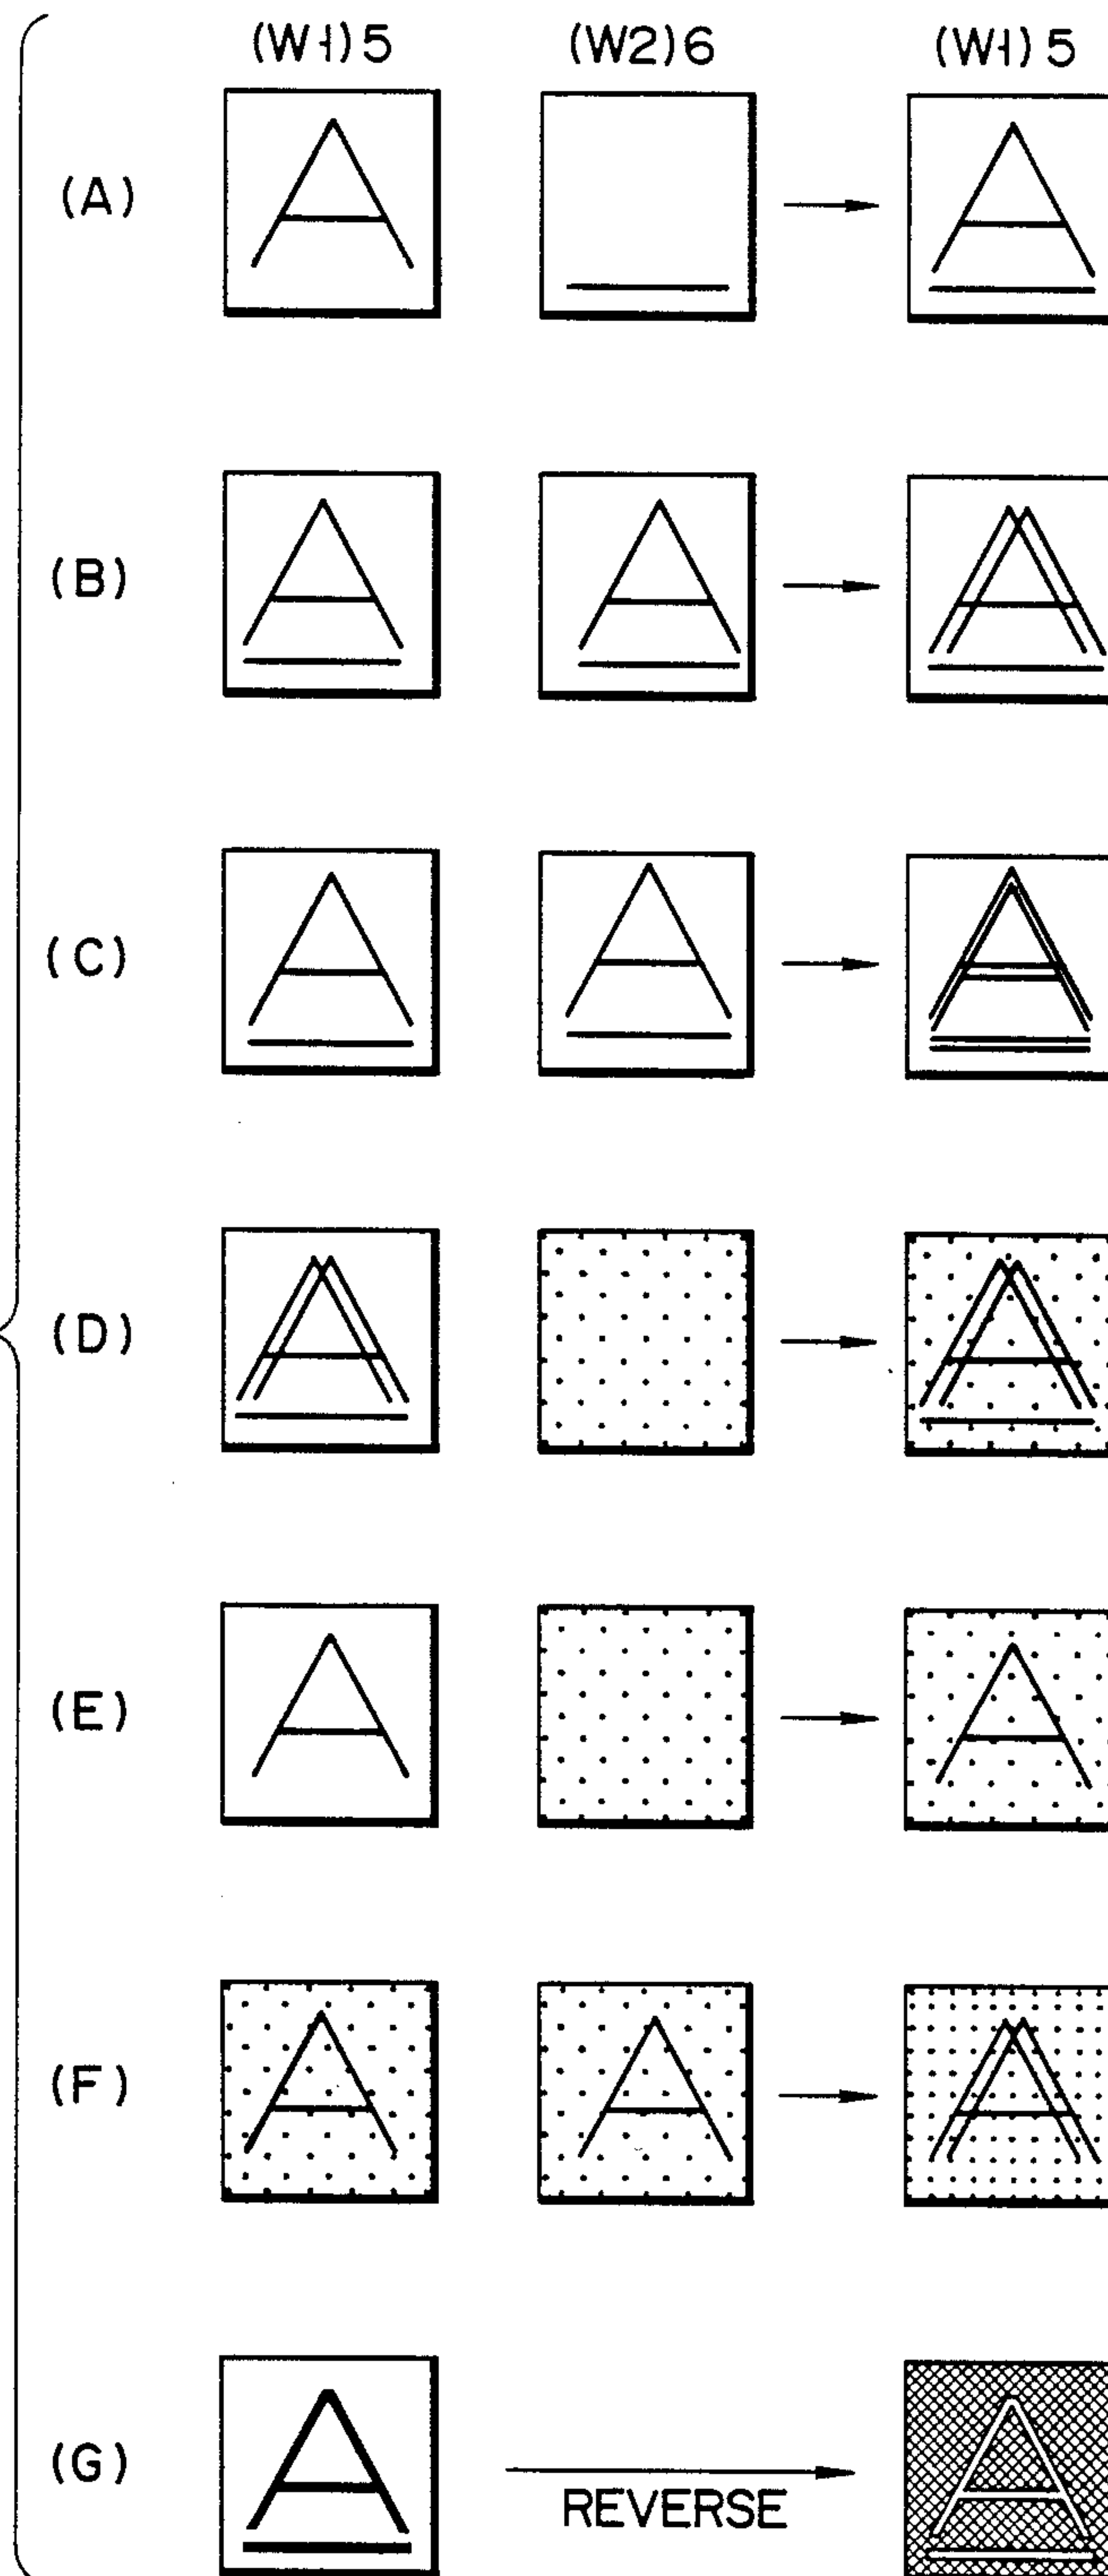 (W1)5 (W2)6 (W1)5
(A) A A
(B) A A A
(C) A A A
(D) A A
(E) A A
(F) A A A
(G) A REVERSE A